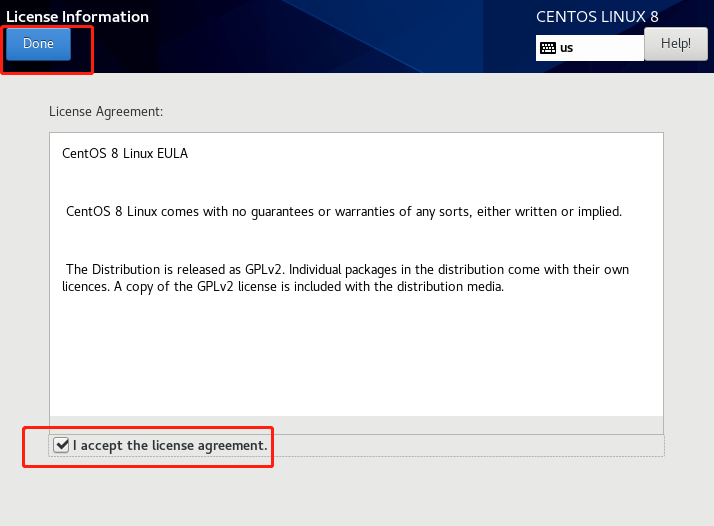 License Information
CENTOS LINUX 8
Done
us
Help!
License Agreement:
CentOS 8 Linux EULA
CentOS 8 Linux comes with no guarantees or warranties of any sorts, either written or implied.
The Distribution is released as GPLv2. Individual packages in the distribution come with their own
licences. A copy of the GPLv2 license is included with the distribution media.
I accept the license agreement.